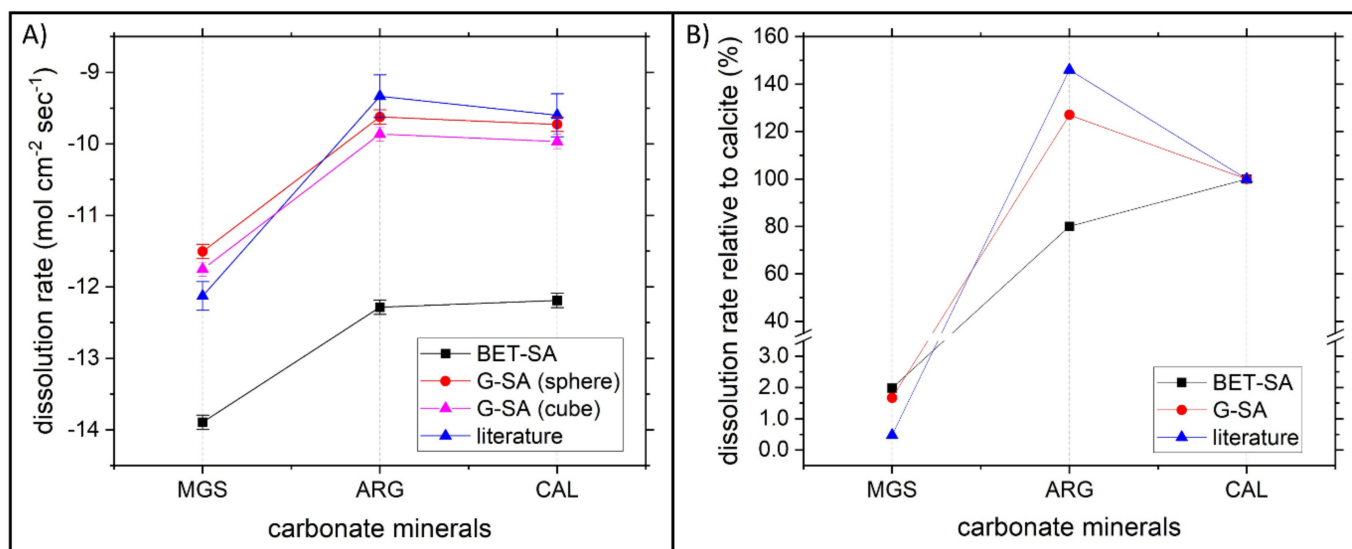 A)
dissolution rate (mol cm⁻² sec⁻¹)
-9
-10
-11
-12
-13
-14
BET-SA
G-SA (sphere)
G-SA (cube)
literature
MGS ARG CAL
carbonate minerals
B)
dissolution rate relative to calcite (%)
160
140
120
100
80
60
40
3.0
2.0
1.0
0.0
BET-SA
G-SA
literature
MGS ARG CAL
carbonate minerals